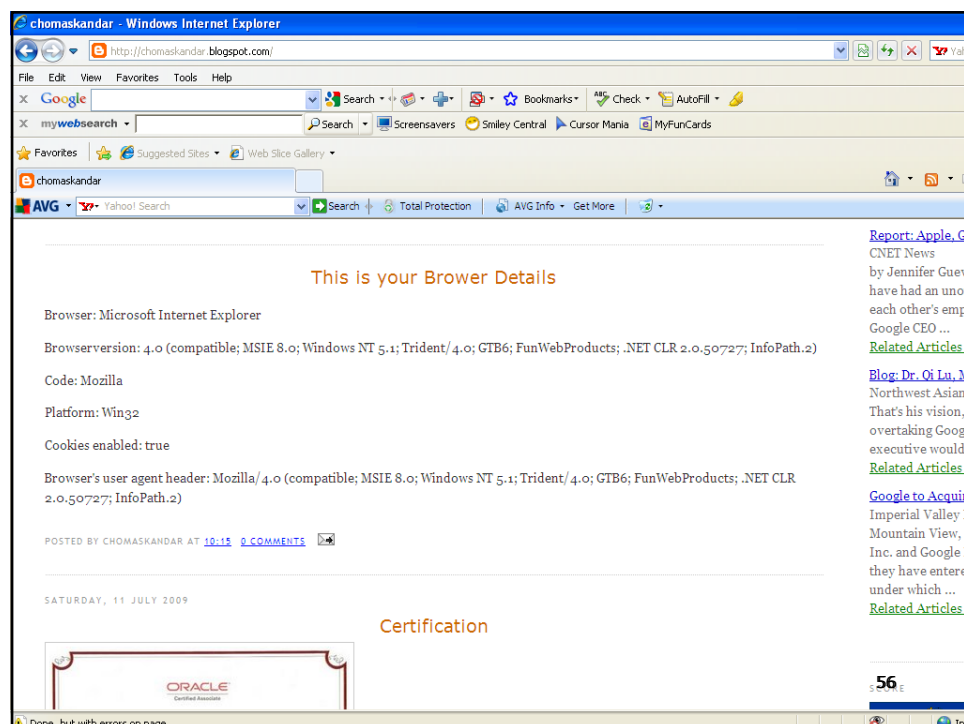 chomaskandar - Windows Internet Explorer
http://chomaskandar.blogspot.com/
File Edit View Favorites Tools Help
x Google Search Bookmarks ABC Check AutoFill
x mywebsearch Search Screensavers Smiley Central Cursor Mania MyFunCards
Favorites Suggested Sites Web Slice Gallery
chomaskandar
AVG Yahoo! Search Search Total Protection AVG Info Get More
This is your Brower Details
Browser: Microsoft Internet Explorer
Browserversion: 4.0 (compatible; MSIE 8.0; Windows NT 5.1; Trident/4.0; GTB6; FunWebProducts; .NET CLR 2.0.50727; InfoPath.2)
Code: Mozilla
Platform: Win32
Cookies enabled: true
Browser's user agent header: Mozilla/4.0 (compatible; MSIE 8.0; Windows NT 5.1; Trident/4.0; GTB6; FunWebProducts; .NET CLR
2.0.50727; InfoPath.2)
POSTED BY CHOMASKANDAR AT 10:15 0 COMMENTS
SATURDAY, 11 JULY 2009
Certification
ORACLE
Certified Associate
Report: Apple, G
CNET News
by Jennifer Guev
have had an uno
each other's emp
Google CEO ...
Related Articles
Blog: Dr. Qi Lu, M
Northwest Asian
That's his vision,
overtaking Goog
executive would
Related Articles
Google to Acquir
Imperial Valley
Mountain View,
Inc. and Google
they have entere
under which ...
Related Articles
56
Done, but with errors on page